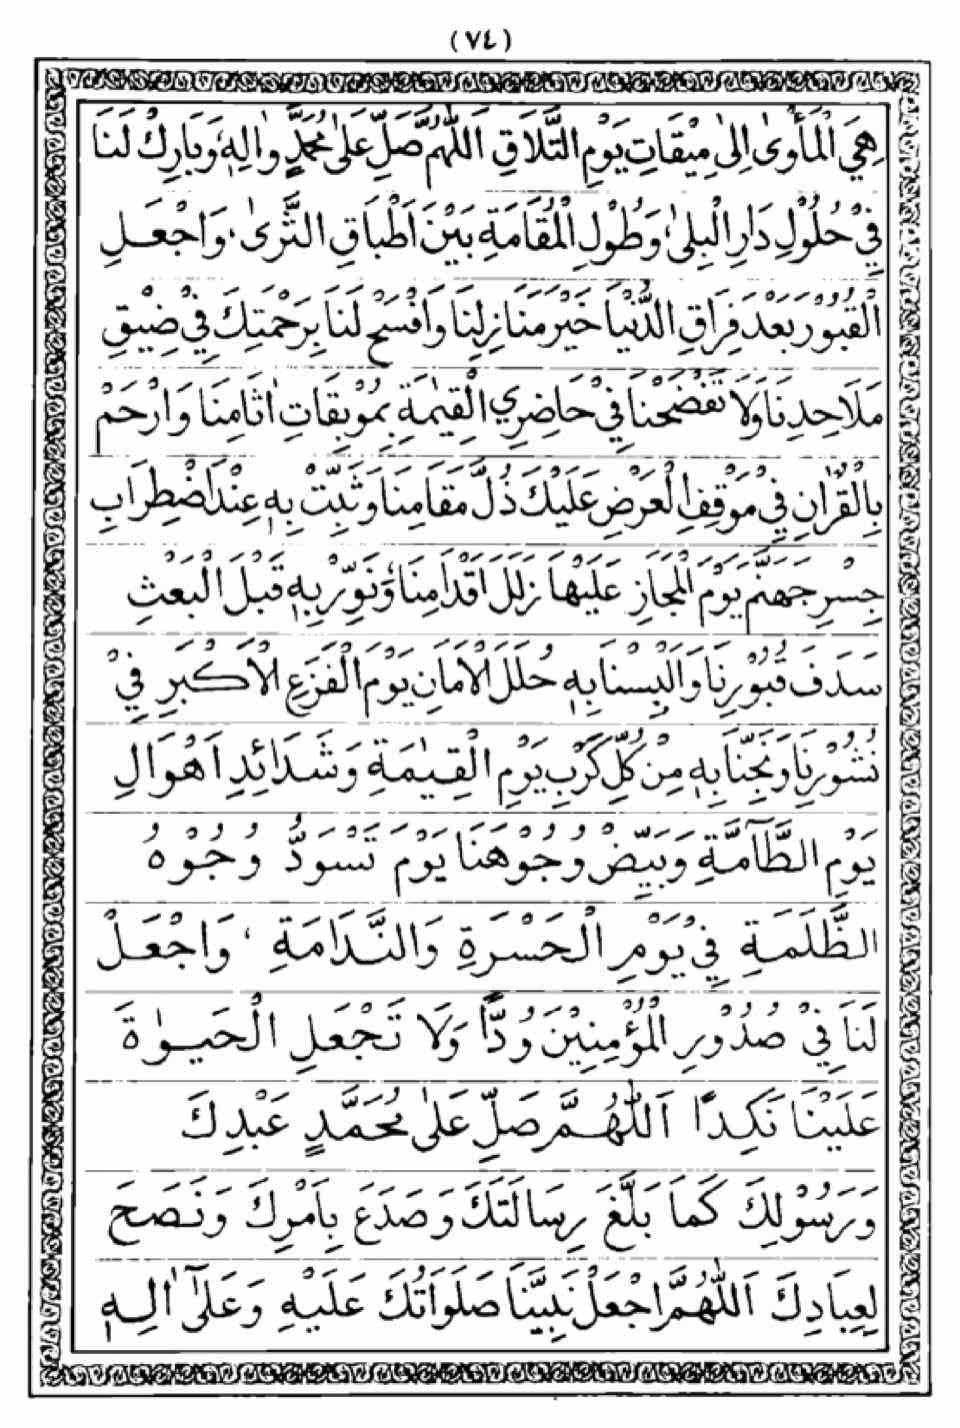 (٧٤)
هِيَ الْمَأْوٰى اِلٰى مِيْقَاتِ يَوْمِ التَّلَاقِ اَللّٰهُمَّ صَلِّ عَلٰى مُحَمَّدٍ وَّاٰلِهٖ، وَبَارِكْ لَنَا
فِيْ حُلُوْلِ دَارِ الْبِلٰى، وَطُوْلِ الْمُقَامَةِ بَيْنَ اَطْبَاقِ الثَّرٰى، وَاجْعَلِ
الْقُبُوْرَ بَعْدَ فِرَاقِ الدُّنْيَا خَيْرَ مَنَازِلِنَا وَافْسَحْ لَنَا بِرَحْمَتِكَ فِيْ ضِيْقِ
مَلَاحِدِنَا وَلَا تَفْضَحْنَا فِيْ حَاضِرِي الْقِيٰمَةِ بِمُوْبِقَاتِ اٰثَامِنَا وَارْحَمْ
بِالْقُرْاٰنِ فِيْ مَوْقِفِ الْعَرْضِ عَلَيْكَ ذُلَّ مَقَامِنَا وَثَبِّتْ بِهٖ عِنْدَ اضْطِرَابِ
جِسْرِ جَهَنَّمَ يَوْمَ الْمَجَازِ عَلَيْهَا زَلَلَ اَقْدَامِنَا، وَنَوِّرْ بِهٖ قَبْلَ الْبَعْثِ
سَدَفَ قُبُوْرِنَا وَاَلْبِسْنَا بِهٖ حُلَلَ الْاَمَانِ يَوْمَ الْفَزَعِ الْاَكْبَرِ فِيْ
نُشُوْرِنَا وَنَجِّنَا بِهٖ مِنْ كُلِّ كَرْبٍ يَوْمِ الْقِيٰمَةِ وَشَدَائِدِ اَهْوَالِ
يَوْمِ الطَّآمَّةِ وَبَيِّضْ وُجُوْهَنَا يَوْمَ تَسْوَدُّ وُجُوْهُ
الظَّلَمَةِ فِيْ يَوْمِ الْحَسْرَةِ وَالنَّدَامَةِ، وَاجْعَلْ
لَنَا فِيْ صُدُوْرِ الْمُؤْمِنِيْنَ وُدًّا وَلَا تَجْعَلِ الْحَيٰوةَ
عَلَيْنَا نَكِدًا اَللّٰهُمَّ صَلِّ عَلٰى مُحَمَّدٍ عَبْدِكَ
وَرَسُوْلِكَ كَمَا بَلَّغَ رِسَالَتَكَ وَصَدَعَ بِاَمْرِكَ وَنَصَحَ
لِعِبَادِكَ اَللّٰهُمَّ اجْعَلْ نَبِيَّنَا صَلَوَاتُكَ عَلَيْهِ وَعَلٰٓى اٰلِهٖ